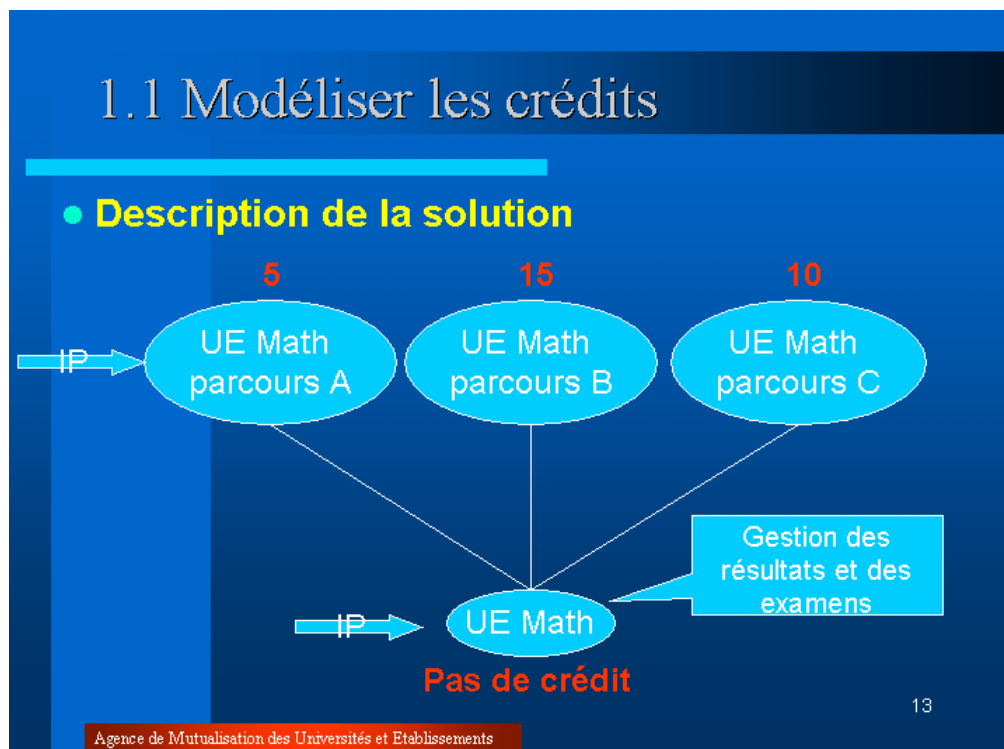 1.1 Modéliser les crédits
Description de la solution
5
15
10
IP
UE Math
parcours A
UE Math
parcours B
UE Math
parcours C
Gestion des
résultats et des
examens
IP
UE Math
Pas de crédit
13
Agence de Mutualisation des Universités et Etablissements